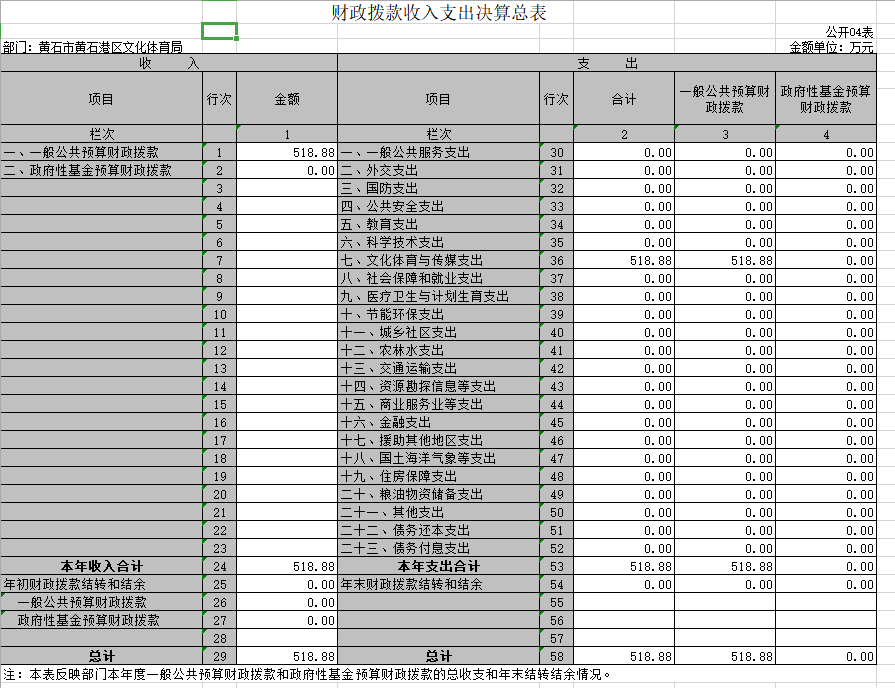 财政拨款收入支出决算总表
公开04表
部门：黄石市黄石港区文化体育局 金额单位：万元
收 入 支 出
项目 行次 金额 项目 行次 合计 一般公共预算财政拨款 政府性基金预算财政拨款
栏次 1 栏次 2 3 4
一、一般公共预算财政拨款 1 518.88 一、一般公共服务支出 30 0.00 0.00 0.00
二、政府性基金预算财政拨款 2 0.00 二、外交支出 31 0.00 0.00 0.00
3 三、国防支出 32 0.00 0.00 0.00
4 四、公共安全支出 33 0.00 0.00 0.00
5 五、教育支出 34 0.00 0.00 0.00
6 六、科学技术支出 35 0.00 0.00 0.00
7 七、文化体育与传媒支出 36 518.88 518.88 0.00
8 八、社会保障和就业支出 37 0.00 0.00 0.00
9 九、医疗卫生与计划生育支出 38 0.00 0.00 0.00
10 十、节能环保支出 39 0.00 0.00 0.00
11 十一、城乡社区支出 40 0.00 0.00 0.00
12 十二、农林水支出 41 0.00 0.00 0.00
13 十三、交通运输支出 42 0.00 0.00 0.00
14 十四、资源勘探信息等支出 43 0.00 0.00 0.00
15 十五、商业服务业等支出 44 0.00 0.00 0.00
16 十六、金融支出 45 0.00 0.00 0.00
17 十七、援助其他地区支出 46 0.00 0.00 0.00
18 十八、国土海洋气象等支出 47 0.00 0.00 0.00
19 十九、住房保障支出 48 0.00 0.00 0.00
20 二十、粮油物资储备支出 49 0.00 0.00 0.00
21 二十一、其他支出 50 0.00 0.00 0.00
22 二十二、债务还本支出 51 0.00 0.00 0.00
23 二十三、债务付息支出 52 0.00 0.00 0.00
本年收入合计 24 518.88 本年支出合计 53 518.88 518.88 0.00
年初财政拨款结转和结余 25 0.00 年末财政拨款结转和结余 54 0.00 0.00 0.00
一般公共预算财政拨款 26 0.00 55
政府性基金预算财政拨款 27 0.00 56
28 57
总计 29 518.88 总计 58 518.88 518.88 0.00
注：本表反映部门本年度一般公共预算财政拨款和政府性基金预算财政拨款的总收支和年末结转结余情况。